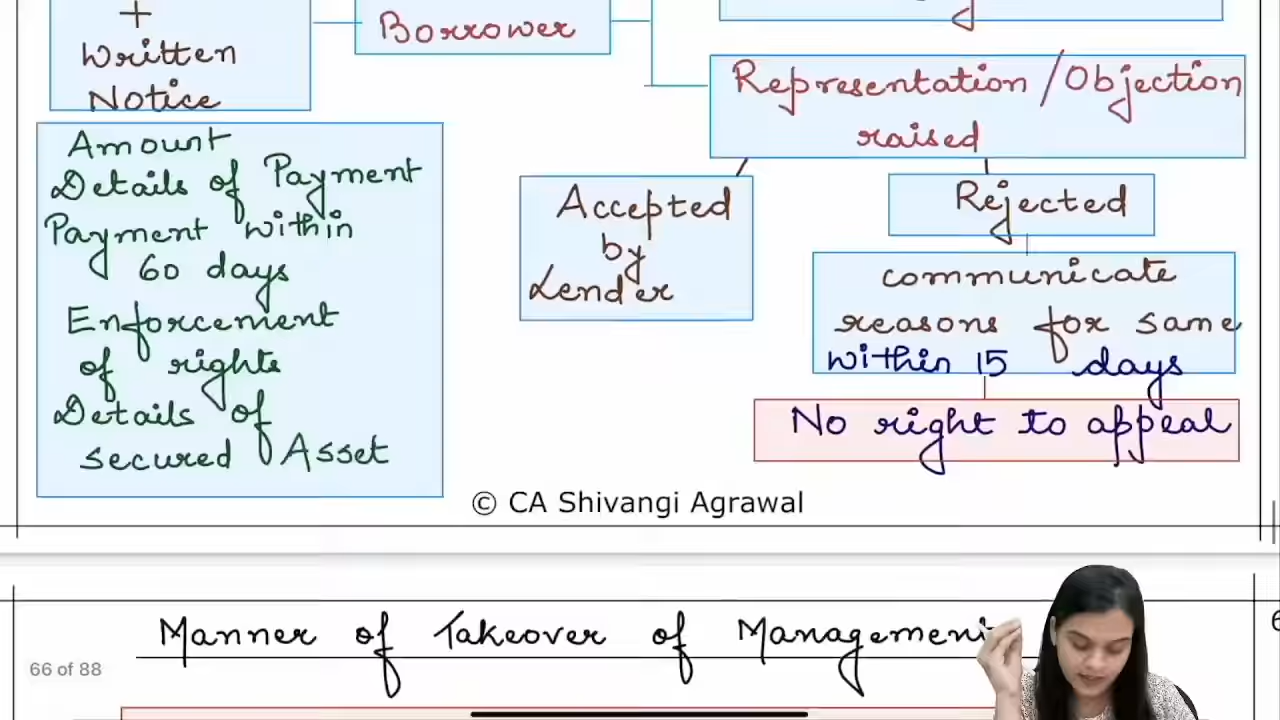 +
Written
Notice
Borrower
Representation / Objection
raised
Amount
Details of Payment
Payment within
60 days
Enforcement
of rights
Details of
secured Asset
Accepted
by
Lender
Rejected
communicate
reasons for same
within 15 days
No right to appeal
© CA Shivangi Agrawal
Manner of Takeover of Management
66 of 88